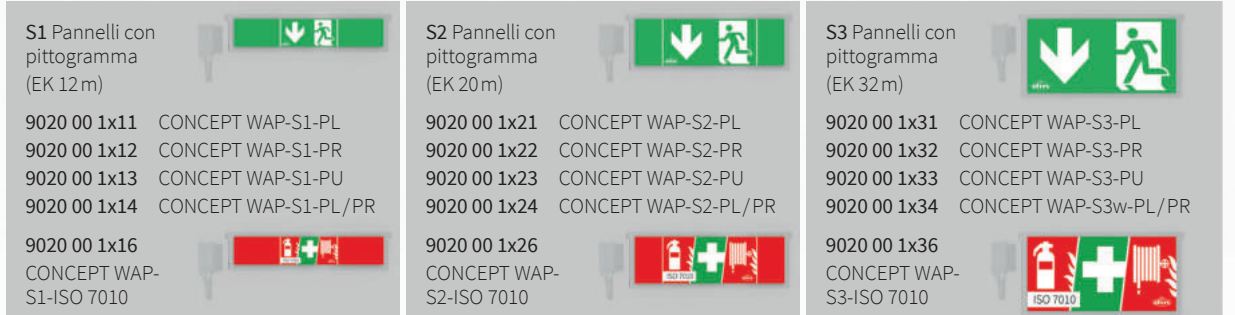 S1 Pannelli con
pittogramma
(EK 12 m)
9020 00 1x11 CONCEPT WAP-S1-PL
9020 00 1x12 CONCEPT WAP-S1-PR
9020 00 1x13 CONCEPT WAP-S1-PU
9020 00 1x14 CONCEPT WAP-S1-PL/PR
9020 00 1x16
CONCEPT WAP-
S1-ISO 7010
S2 Pannelli con
pittogramma
(EK 20 m)
9020 00 1x21 CONCEPT WAP-S2-PL
9020 00 1x22 CONCEPT WAP-S2-PR
9020 00 1x23 CONCEPT WAP-S2-PU
9020 00 1x24 CONCEPT WAP-S2-PL/PR
9020 00 1x26
CONCEPT WAP-
S2-ISO 7010
ISO 7010
S3 Pannelli con
pittogramma
(EK 32 m)
9020 00 1x31 CONCEPT WAP-S3-PL
9020 00 1x32 CONCEPT WAP-S3-PR
9020 00 1x33 CONCEPT WAP-S3-PU
9020 00 1x34 CONCEPT WAP-S3w-PL/PR
9020 00 1x36
CONCEPT WAP-
S3-ISO 7010
ISO 7010